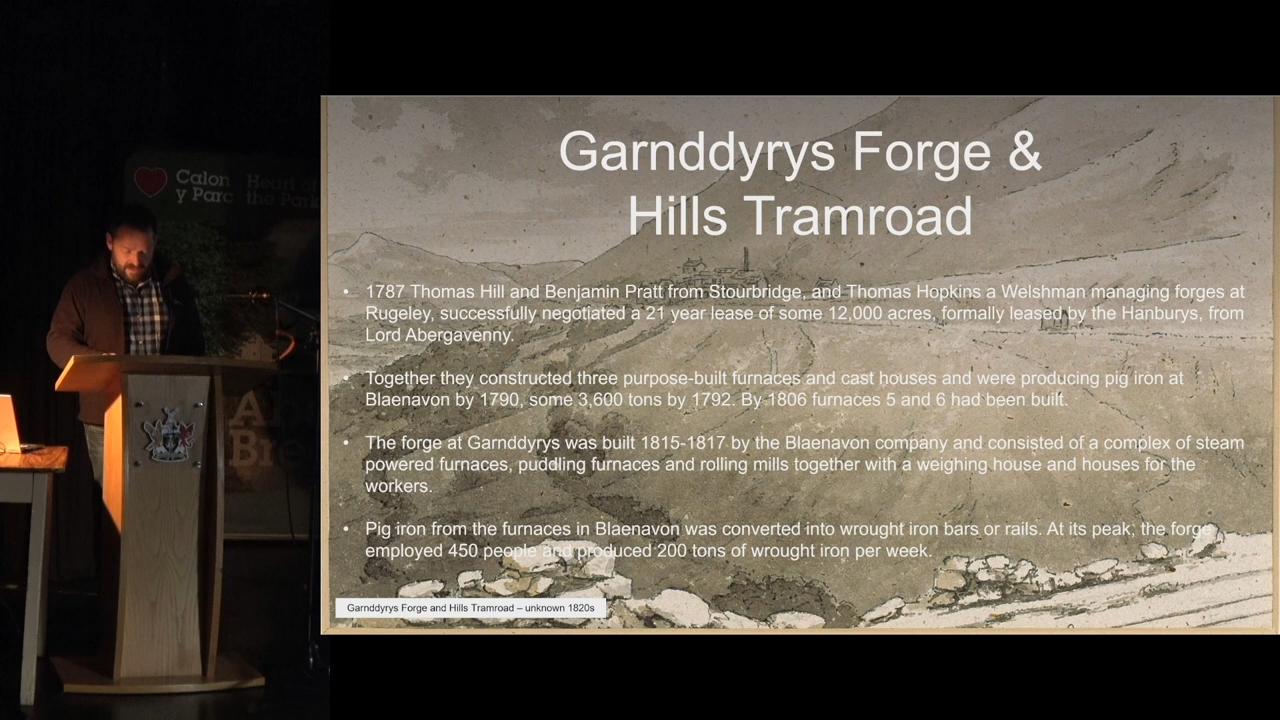 Calon
y Parc
Heart of
the Park
A
Bre
Garnddyrys Forge &
Hills Tramroad
• 1787 Thomas Hill and Benjamin Pratt from Stourbridge, and Thomas Hopkins a Welshman managing forges at
Rugeley, successfully negotiated a 21 year lease of some 12,000 acres, formally leased by the Hanburys, from
Lord Abergavenny.
• Together they constructed three purpose-built furnaces and cast houses and were producing pig iron at
Blaenavon by 1790, some 3,600 tons by 1792. By 1806 furnaces 5 and 6 had been built.
• The forge at Garnddyrys was built 1815-1817 by the Blaenavon company and consisted of a complex of steam
powered furnaces, puddling furnaces and rolling mills together with a weighing house and houses for the
workers.
• Pig iron from the furnaces in Blaenavon was converted into wrought iron bars or rails. At its peak, the forge
employed 450 people and produced 200 tons of wrought iron per week.
Garnddyrys Forge and Hills Tramroad – unknown 1820s